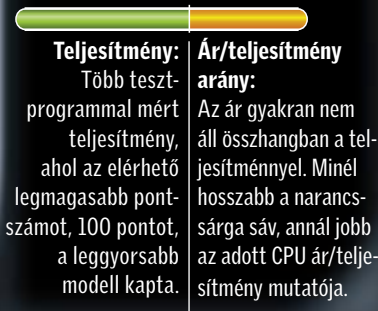 Teljesítmény:
Több teszt-
programmal mért
teljesítmény,
ahol az elérhető
legmagasabb pont-
számot, 100 pontot,
a leggyorsabb
modell kapta.
Ár/teljesítmény
arány:
Az ár gyakran nem
áll összhangban a tel-
jesítménnyel. Minél
hosszabb a narancs-
sárga sáv, annál jobb
az adott CPU ár/telje-
sítmény mutatója.